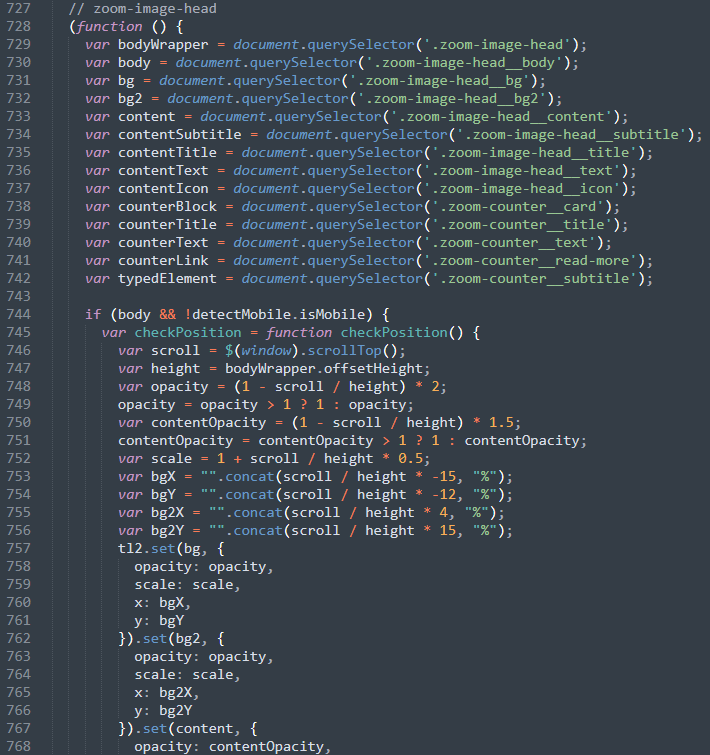 727 // zoom-image-head
728 (function () {
729 var bodyWrapper = document.querySelector('.zoom-image-head');
730 var body = document.querySelector('.zoom-image-head__body');
731 var bg = document.querySelector('.zoom-image-head__bg');
732 var bg2 = document.querySelector('.zoom-image-head__bg2');
733 var content = document.querySelector('.zoom-image-head__content');
734 var contentSubtitle = document.querySelector('.zoom-image-head__subtitle');
735 var contentTitle = document.querySelector('.zoom-image-head__title');
736 var contentText = document.querySelector('.zoom-image-head__text');
737 var contentIcon = document.querySelector('.zoom-image-head__icon');
738 var counterBlock = document.querySelector('.zoom-counter__card');
739 var counterTitle = document.querySelector('.zoom-counter__title');
740 var counterText = document.querySelector('.zoom-counter__text');
741 var counterLink = document.querySelector('.zoom-counter__read-more');
742 var typedElement = document.querySelector('.zoom-counter__subtitle');
743
744 if (body && !detectMobile.isMobile) {
745 var checkPosition = function checkPosition() {
746 var scroll = $(window).scrollTop();
747 var height = bodyWrapper.offsetHeight;
748 var opacity = (1 - scroll / height) * 2;
749 opacity = opacity > 1 ? 1 : opacity;
750 var contentOpacity = (1 - scroll / height) * 1.5;
751 contentOpacity = contentOpacity > 1 ? 1 : contentOpacity;
752 var scale = 1 + scroll / height * 0.5;
753 var bgX = "".concat(scroll / height * -15, "%");
754 var bgY = "".concat(scroll / height * -12, "%");
755 var bg2X = "".concat(scroll / height * 4, "%");
756 var bg2Y = "".concat(scroll / height * 15, "%");
757 tl2.set(bg, {
758 opacity: opacity,
759 scale: scale,
760 x: bgX,
761 y: bgY
762 }).set(bg2, {
763 opacity: opacity,
764 scale: scale,
765 x: bg2X,
766 y: bg2Y
767 }).set(content, {
768 opacity: contentOpacity,